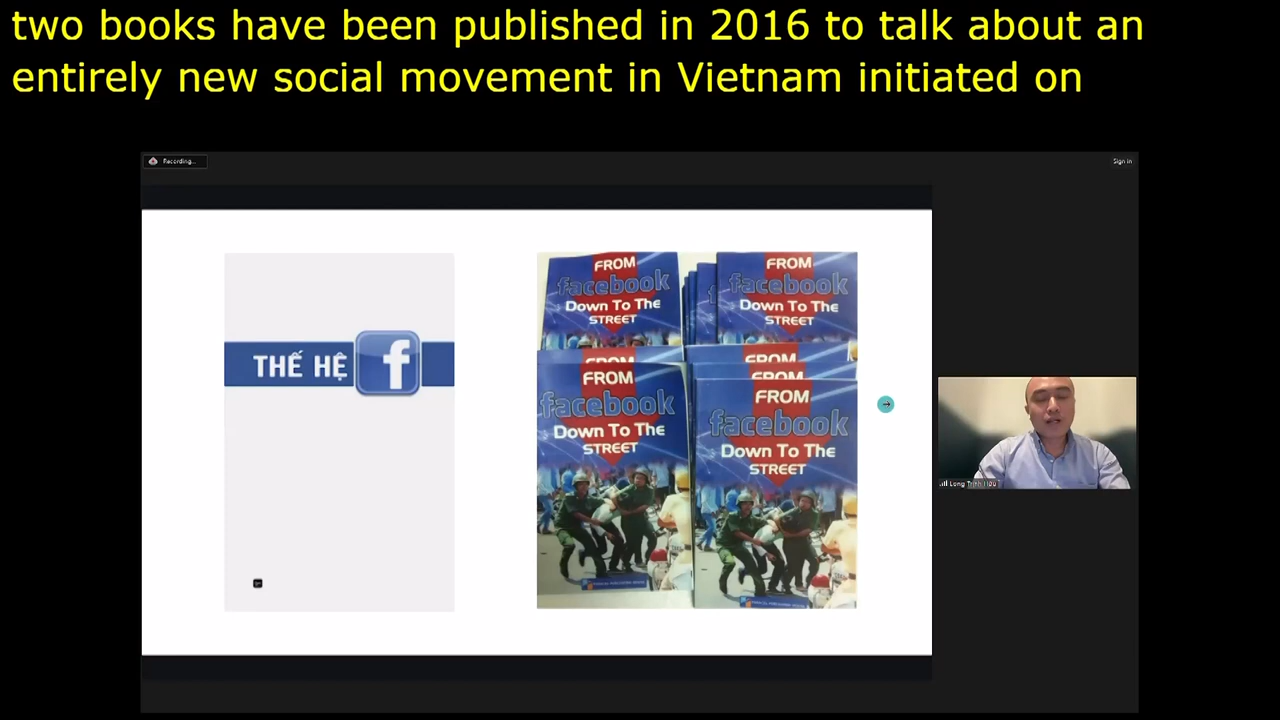 two books have been published in 2016 to talk about an
entirely new social movement in Vietnam initiated on
Recording...
Sign in
THẾ HỆ f
FROM
facebook
Down To The
STREET
FROM
facebook
Down To The
STREET
FROM
FROM
FROM
FROM
facebook
Down To The
STREET
FROM
facebook
Down To The
STREET